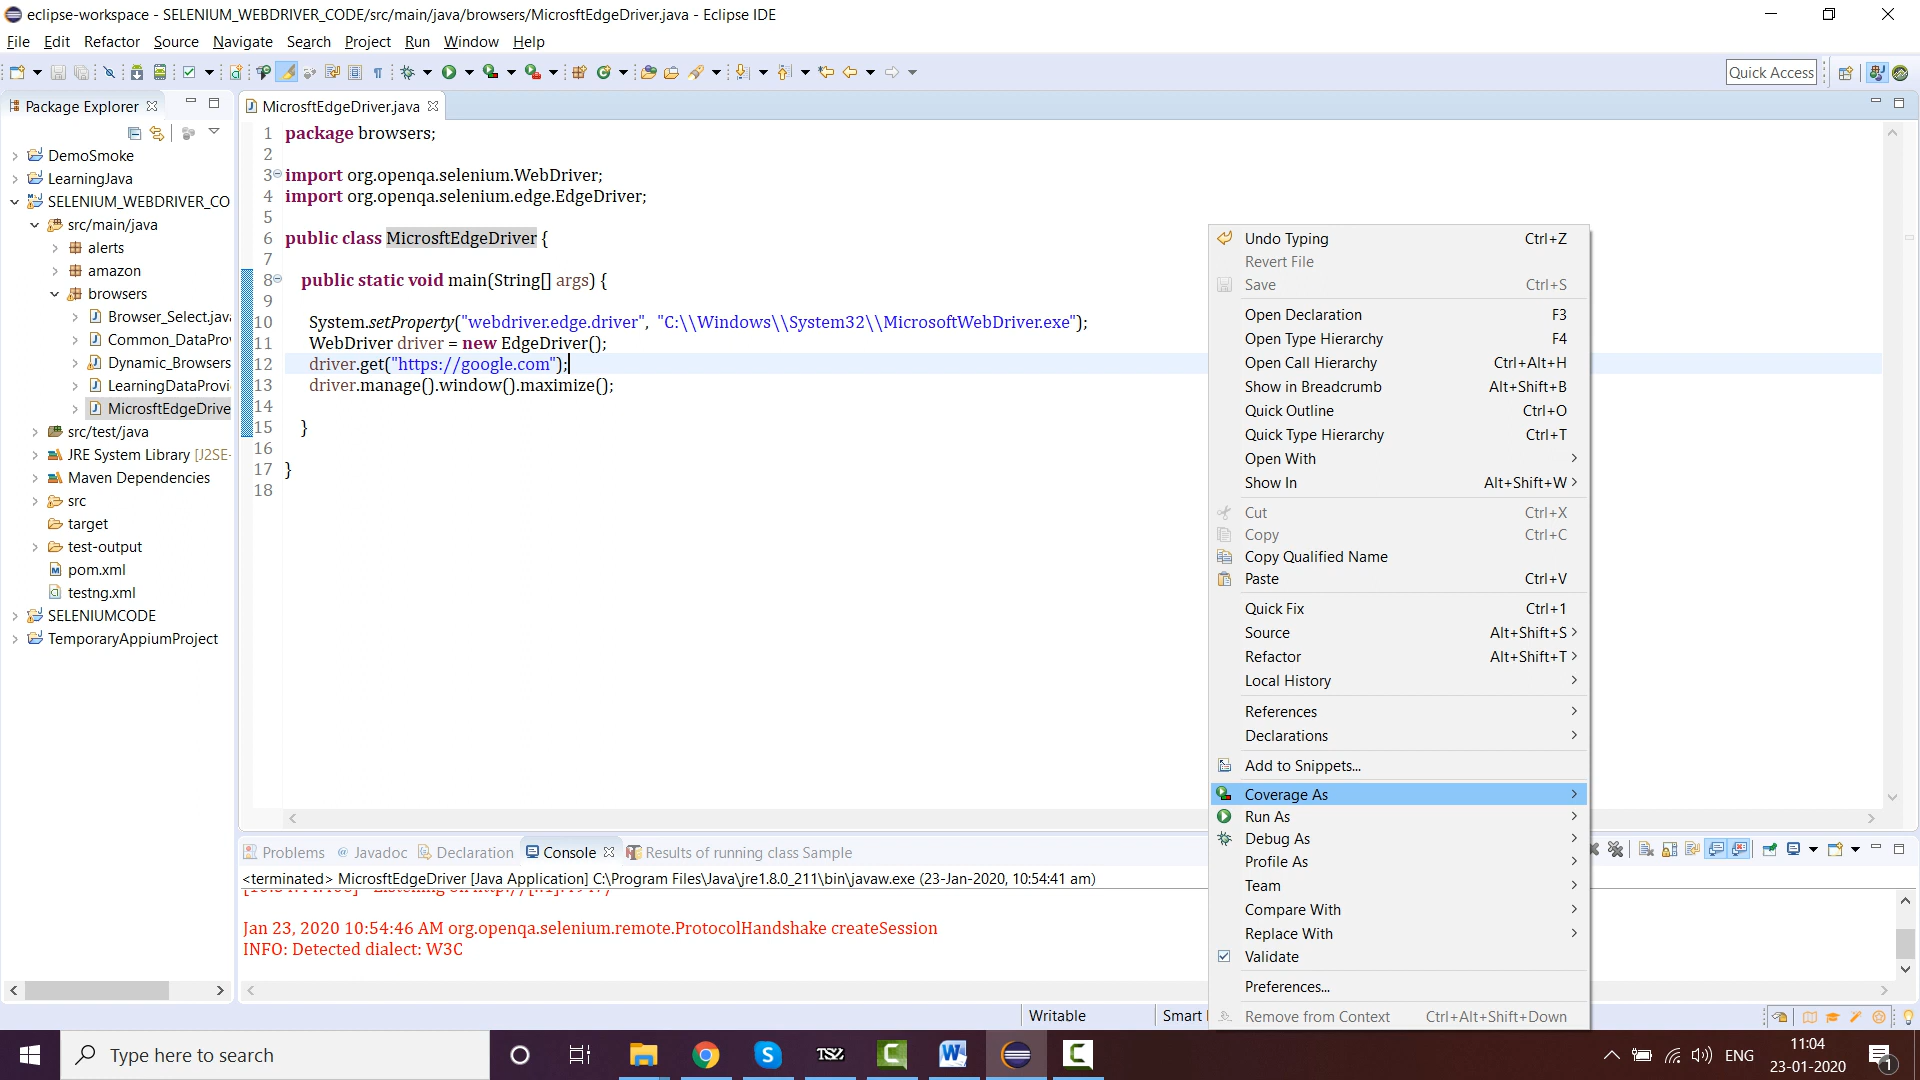 eclipse-workspace - SELENIUM_WEBDRIVER_CODE/src/main/java/browsers/MicrosftEdgeDriver.java - Eclipse IDE
File Edit Refactor Source Navigate Search Project Run Window Help
Quick Access
Package Explorer
DemoSmoke
LearningJava
SELENIUM_WEBDRIVER_CO
src/main/java
alerts
amazon
browsers
Browser_Select.java
Common_DataPro
Dynamic_Browsers
LearningDataProvi
MicrosftEdgeDrive
src/test/java
JRE System Library [J2SE-
Maven Dependencies
src
target
test-output
pom.xml
testng.xml
SELENIUMCODE
TemporaryAppiumProject
MicrosftEdgeDriver.java
1 package browsers;
2
3 import org.openqa.selenium.WebDriver;
4 import org.openqa.selenium.edge.EdgeDriver;
5
6 public class MicrosftEdgeDriver {
7
8 public static void main(String[] args) {
9
10 System.setProperty("webdriver.edge.driver", "C:\\Windows\\System32\\MicrosoftWebDriver.exe");
11 WebDriver driver = new EdgeDriver();
12 driver.get("https://google.com");
13 driver.manage().window().maximize();
14
15 }
16
17 }
18
Undo Typing Ctrl+Z
Revert File
Save Ctrl+S
Open Declaration F3
Open Type Hierarchy F4
Open Call Hierarchy Ctrl+Alt+H
Show in Breadcrumb Alt+Shift+B
Quick Outline Ctrl+O
Quick Type Hierarchy Ctrl+T
Open With
Show In Alt+Shift+W
Cut Ctrl+X
Copy Ctrl+C
Copy Qualified Name
Paste Ctrl+V
Quick Fix Ctrl+1
Source Alt+Shift+S
Refactor Alt+Shift+T
Local History
References
Declarations
Add to Snippets...
Coverage As
Run As
Debug As
Profile As
Team
Compare With
Replace With
Validate
Preferences...
Remove from Context Ctrl+Alt+Shift+Down
Problems Javadoc Declaration Console Results of running class Sample
<terminated> MicrosftEdgeDriver [Java Application] C:\Program Files\Java\jre1.8.0_211\bin\javaw.exe (23-Jan-2020, 10:54:41 am)
Jan 23, 2020 10:54:46 AM org.openqa.selenium.remote.ProtocolHandshake createSession
INFO: Detected dialect: W3C
Writable Smart
Type here to search
TSZ
ENG
11:04
23-01-2020
1